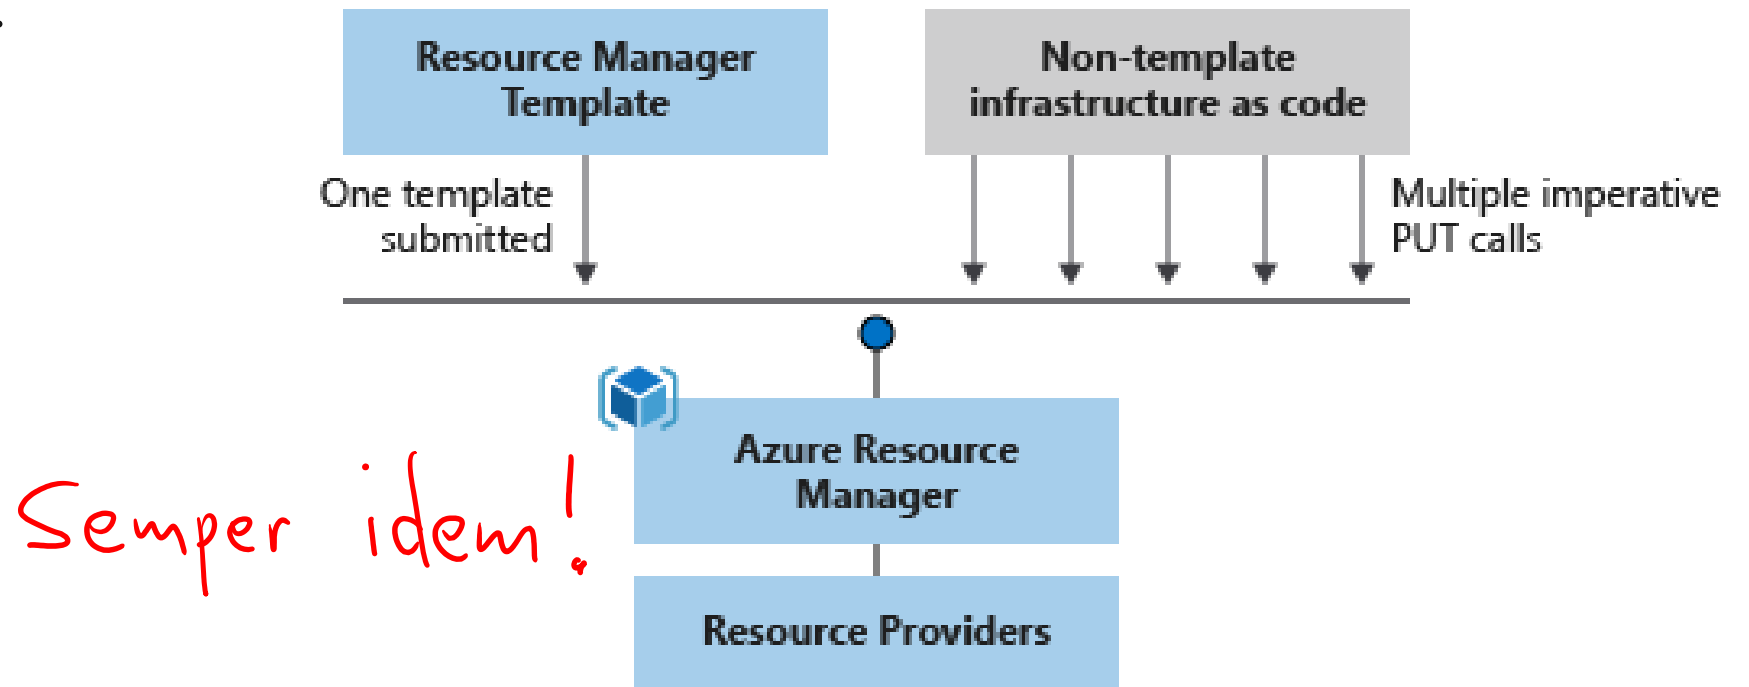 Resource Manager
Template
Non-template
infrastructure as code
One template
submitted
Multiple imperative
PUT calls
Azure Resource
Manager
Semper idem!
Resource Providers